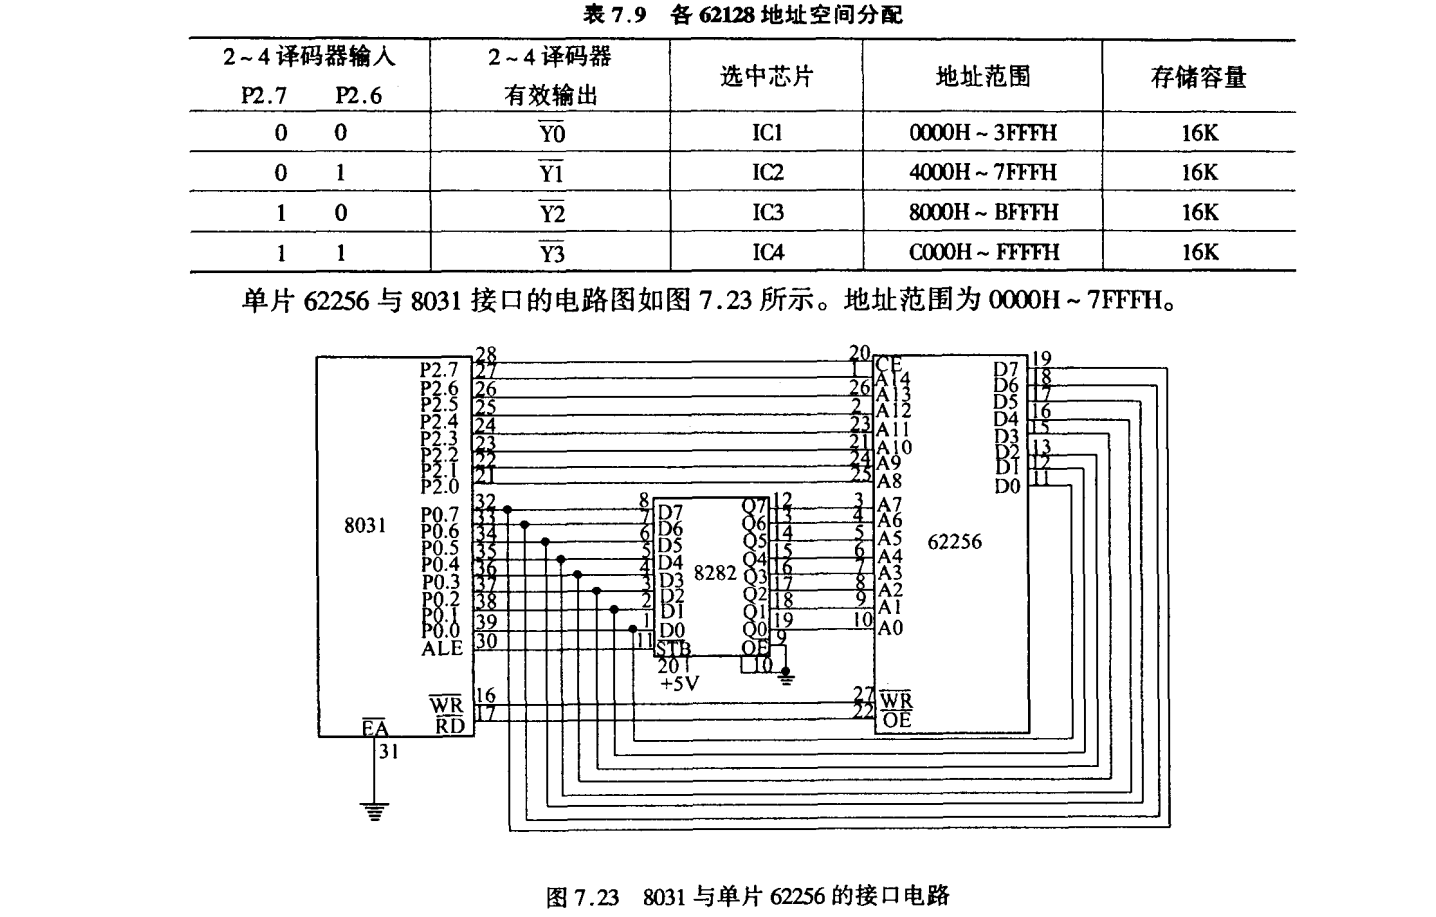 表 7.9 各 62128 地址空间分配
2~4 译码器输入 2~4 译码器 选中芯片 地址范围 存储容量
P2.7 P2.6 有效输出
0 0 Y0 IC1 0000H ~ 3FFFH 16K
0 1 Y1 IC2 4000H ~ 7FFFH 16K
1 0 Y2 IC3 8000H ~ BFFFH 16K
1 1 Y3 IC4 C000H ~ FFFFH 16K
单片 62256 与 8031 接口的电路图如图 7.23 所示。地址范围为 0000H ~ 7FFFH。
P2.7 28 20 CE D7 19
P2.6 27 1 A14 D6 18
P2.5 26 26 A13 D5 17
P2.4 25 2 A12 D4 16
P2.3 24 23 A11 D3 15
P2.2 23 21 A10 D2 13
P2.1 22 24 A9 D1 12
P2.0 21 25 A8 D0 11
P0.7 32 8 D7 Q7 12 3 A7
P0.6 33 7 D6 Q6 13 4 A6
P0.5 34 6 D5 Q5 14 5 A5
P0.4 35 5 D4 Q4 15 6 A4
P0.3 36 4 D3 Q3 16 7 A3
P0.2 37 3 D2 Q2 17 8 A2
P0.1 38 2 D1 Q1 18 9 A1
P0.0 39 1 D0 Q0 19 10 A0
8031 8282 62256
ALE 30 11 STB OE 9
20 10
+5V
WR 16 27 WR
RD 17 22 OE
EA
31
图 7.23 8031 与单片 62256 的接口电路